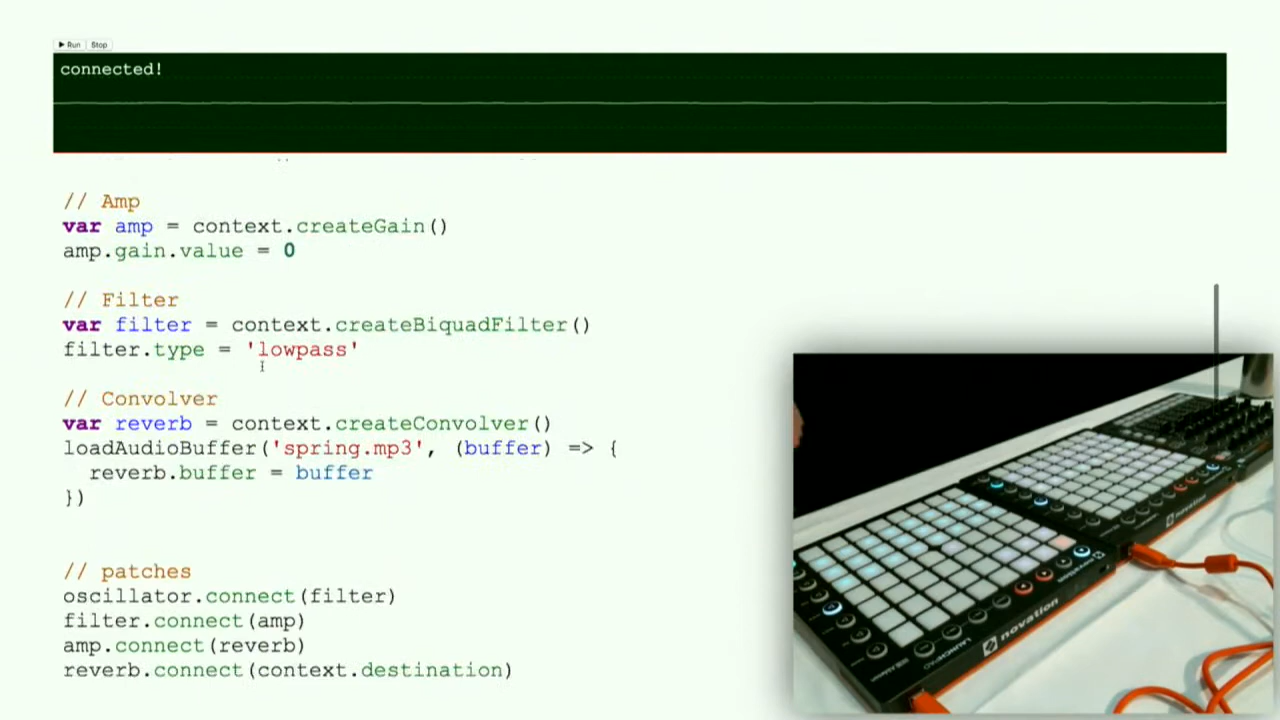 Run Stop
connected!
// Amp
var amp = context.createGain()
amp.gain.value = 0
// Filter
var filter = context.createBiquadFilter()
filter.type = 'lowpass'
// Convolver
var reverb = context.createConvolver()
loadAudioBuffer('spring.mp3', (buffer) => {
reverb.buffer = buffer
})
// patches
oscillator.connect(filter)
filter.connect(amp)
amp.connect(reverb)
reverb.connect(context.destination)
novation
LAUNCHPAD
novation